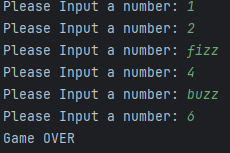 Please Input a number: 1
Please Input a number: 2
Please Input a number: fizz
Please Input a number: 4
Please Input a number: buzz
Please Input a number: 6
Game OVER